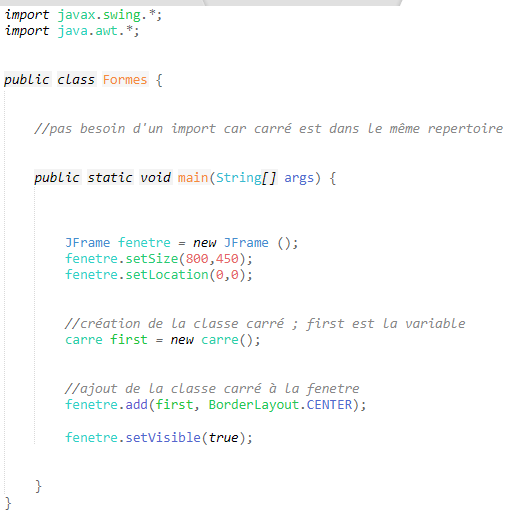 import javax.swing.*;
import java.awt.*;
public class Formes {
//pas besoin d'un import car carré est dans le même repertoire
public static void main(String[] args) {
JFrame fenetre = new JFrame ();
fenetre.setSize(800,450);
fenetre.setLocation(0,0);
//création de la classe carré ; first est la variable
carre first = new carre();
//ajout de la classe carré à la fenetre
fenetre.add(first, BorderLayout.CENTER);
fenetre.setVisible(true);
}
}